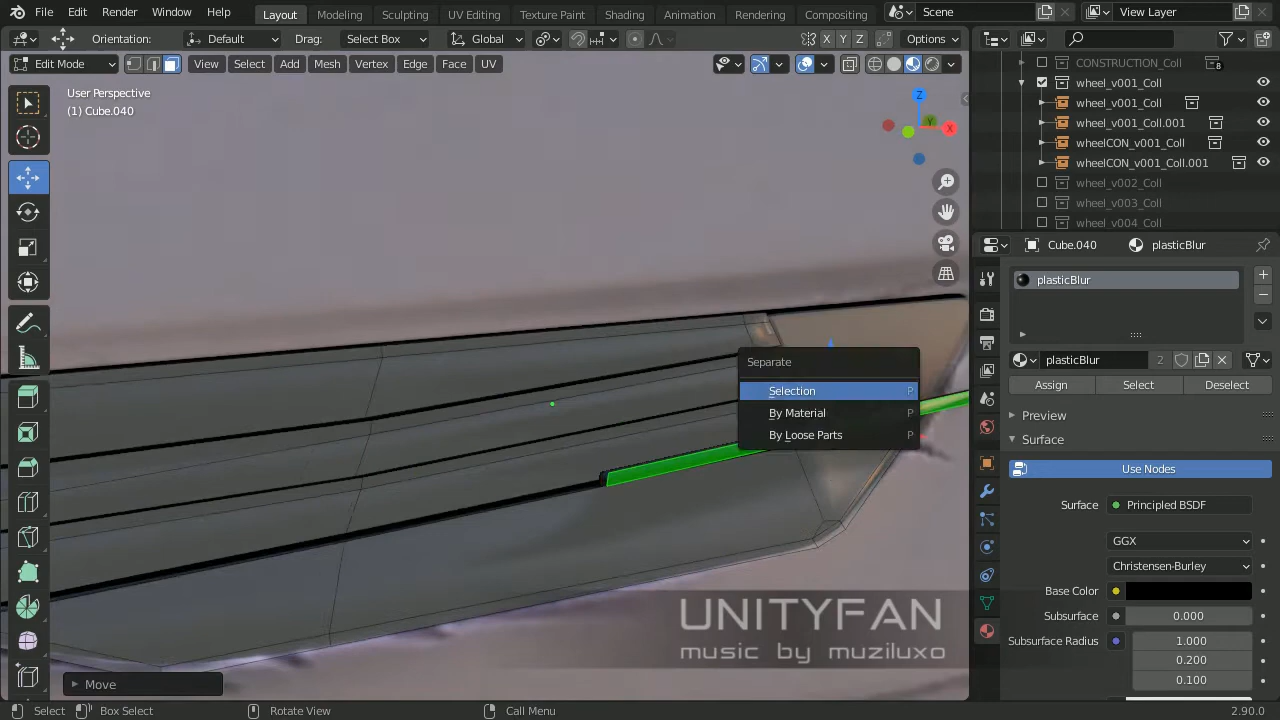 File Edit Render Window Help Layout Modeling Sculpting UV Editing Texture Paint Shading Animation Rendering Compositing Scene View Layer
Orientation: Default Drag: Select Box Global X Y Z Options
Edit Mode View Select Add Mesh Vertex Edge Face UV
User Perspective
(1) Cube.040
Z
Y
X
CONSTRUCTION_Coll 8
wheel_v001_Coll
wheel_v001_Coll
wheel_v001_Coll.001
wheelCON_v001_Coll
wheelCON_v001_Coll.001
wheel_v002_Coll
wheel_v003_Coll
wheel_v004_Coll
Cube.040 plasticBlur
plasticBlur
plasticBlur 2
Assign Select Deselect
Preview
Surface
Use Nodes
Surface Principled BSDF
GGX
Christensen-Burley
Base Color
Subsurface 0.000
Subsurface Radius 1.000
0.200
0.100
Separate
Selection P
By Material P
By Loose Parts P
UNITYFAN
music by muziluxo
Move
Select Box Select Rotate View Call Menu 2.90.0